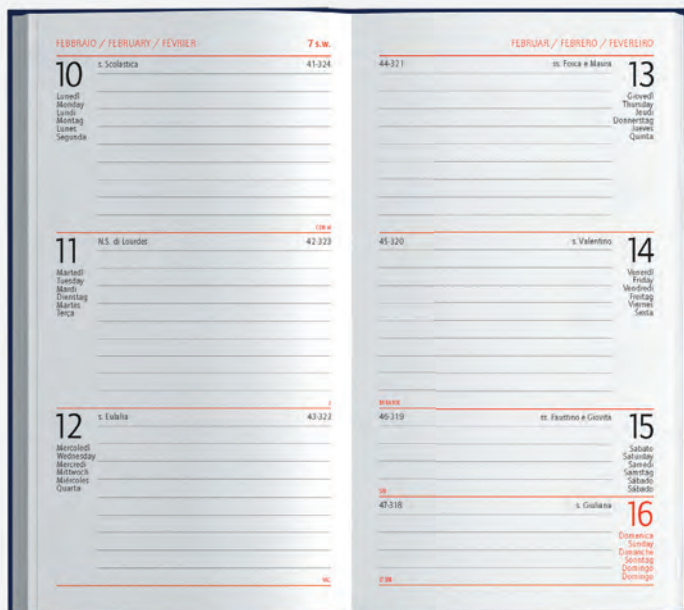 FEBBRAIO / FEBRUARY / FÉVRIER 7 s.w.
10 s. Scolastica 41-324
Lunedì
Monday
Lundi
Montag
Lunes
Segunda
11 N.S. di Lourdes 42-323
Martedì
Tuesday
Mardi
Dienstag
Martes
Terça
12 s. Eulalia 43-322
Mercoledì
Wednesday
Mercredi
Mittwoch
Miércoles
Quarta
FEBRUAR / FEBRERO / FEVEREIRO
44-321 ss. Fosca e Maura 13
Giovedì
Thursday
Jeudi
Donnerstag
Jueves
Quinta
45-320 s. Valentino 14
Venerdì
Friday
Vendredi
Freitag
Viernes
Sexta
46-319 ss. Faustino e Giovita 15
Sabato
Saturday
Samedi
Samstag
Sábado
Sábado
47-318 s. Giuliana 16
Domenica
Sunday
Dimanche
Sonntag
Domingo
Domingo